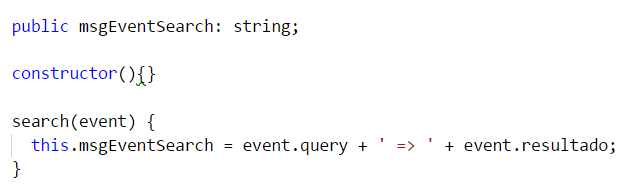 public msgEventSearch: string;
constructor(){}
search(event) {
this.msgEventSearch = event.query + ' => ' + event.resultado;
}